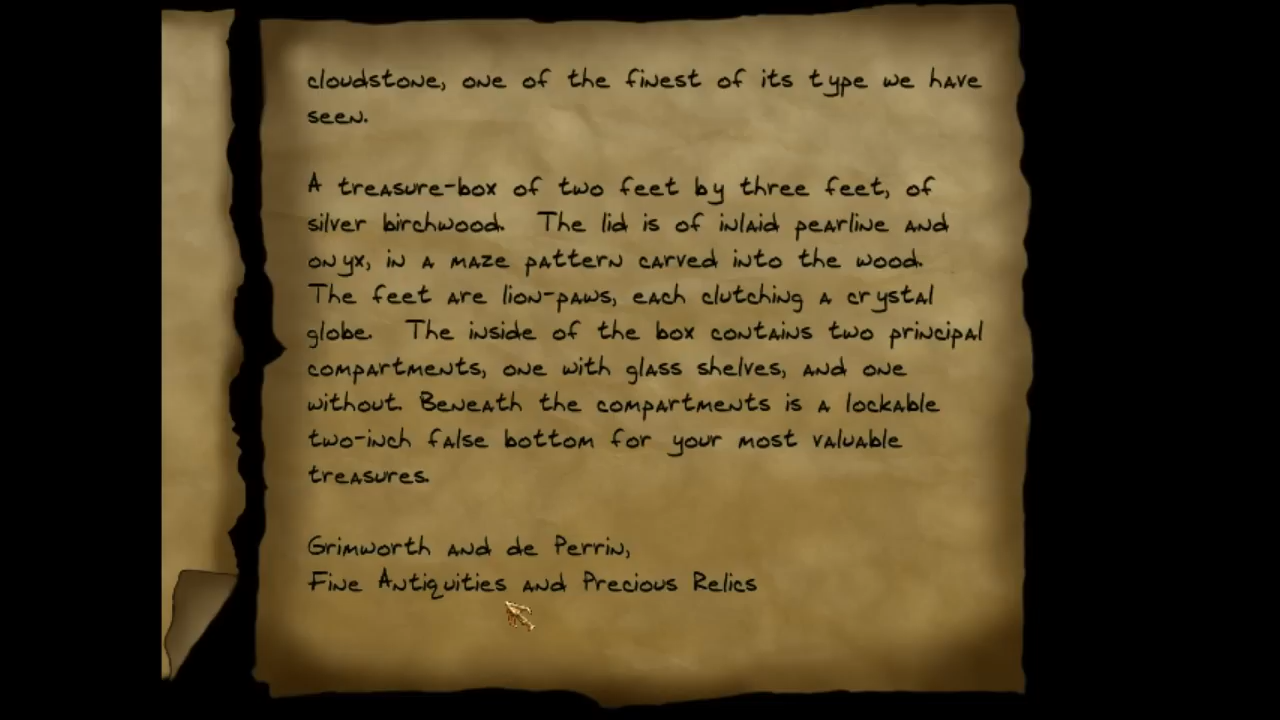 cloudstone, one of the finest of its type we have
seen.
A treasure-box of two feet by three feet, of
silver birchwood. The lid is of inlaid pearline and
onyx, in a maze pattern carved into the wood.
The feet are lion-paws, each clutching a crystal
globe. The inside of the box contains two principal
compartments, one with glass shelves, and one
without. Beneath the compartments is a lockable
two-inch false bottom for your most valuable
treasures.
Grimworth and de Perrin,
Fine Antiquities and Precious Relics